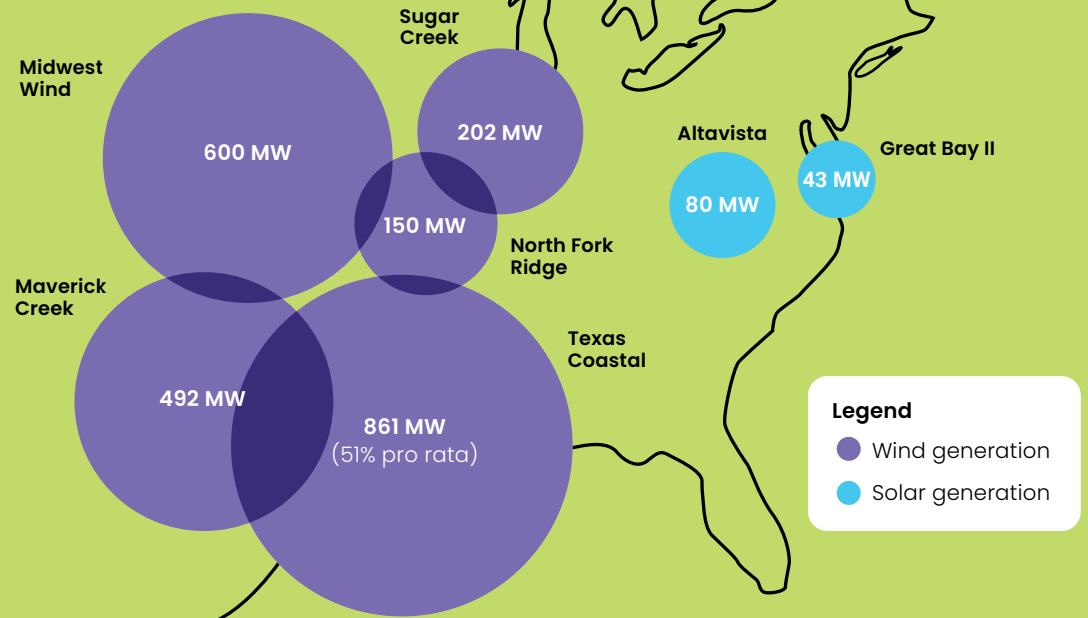 Sugar
Creek
Midwest
Wind
600 MW
202 MW
Altavista
Great Bay II
80 MW
43 MW
150 MW
North Fork
Ridge
Maverick
Creek
Texas
Coastal
492 MW
861 MW
(51% pro rata)
Legend
Wind generation
Solar generation